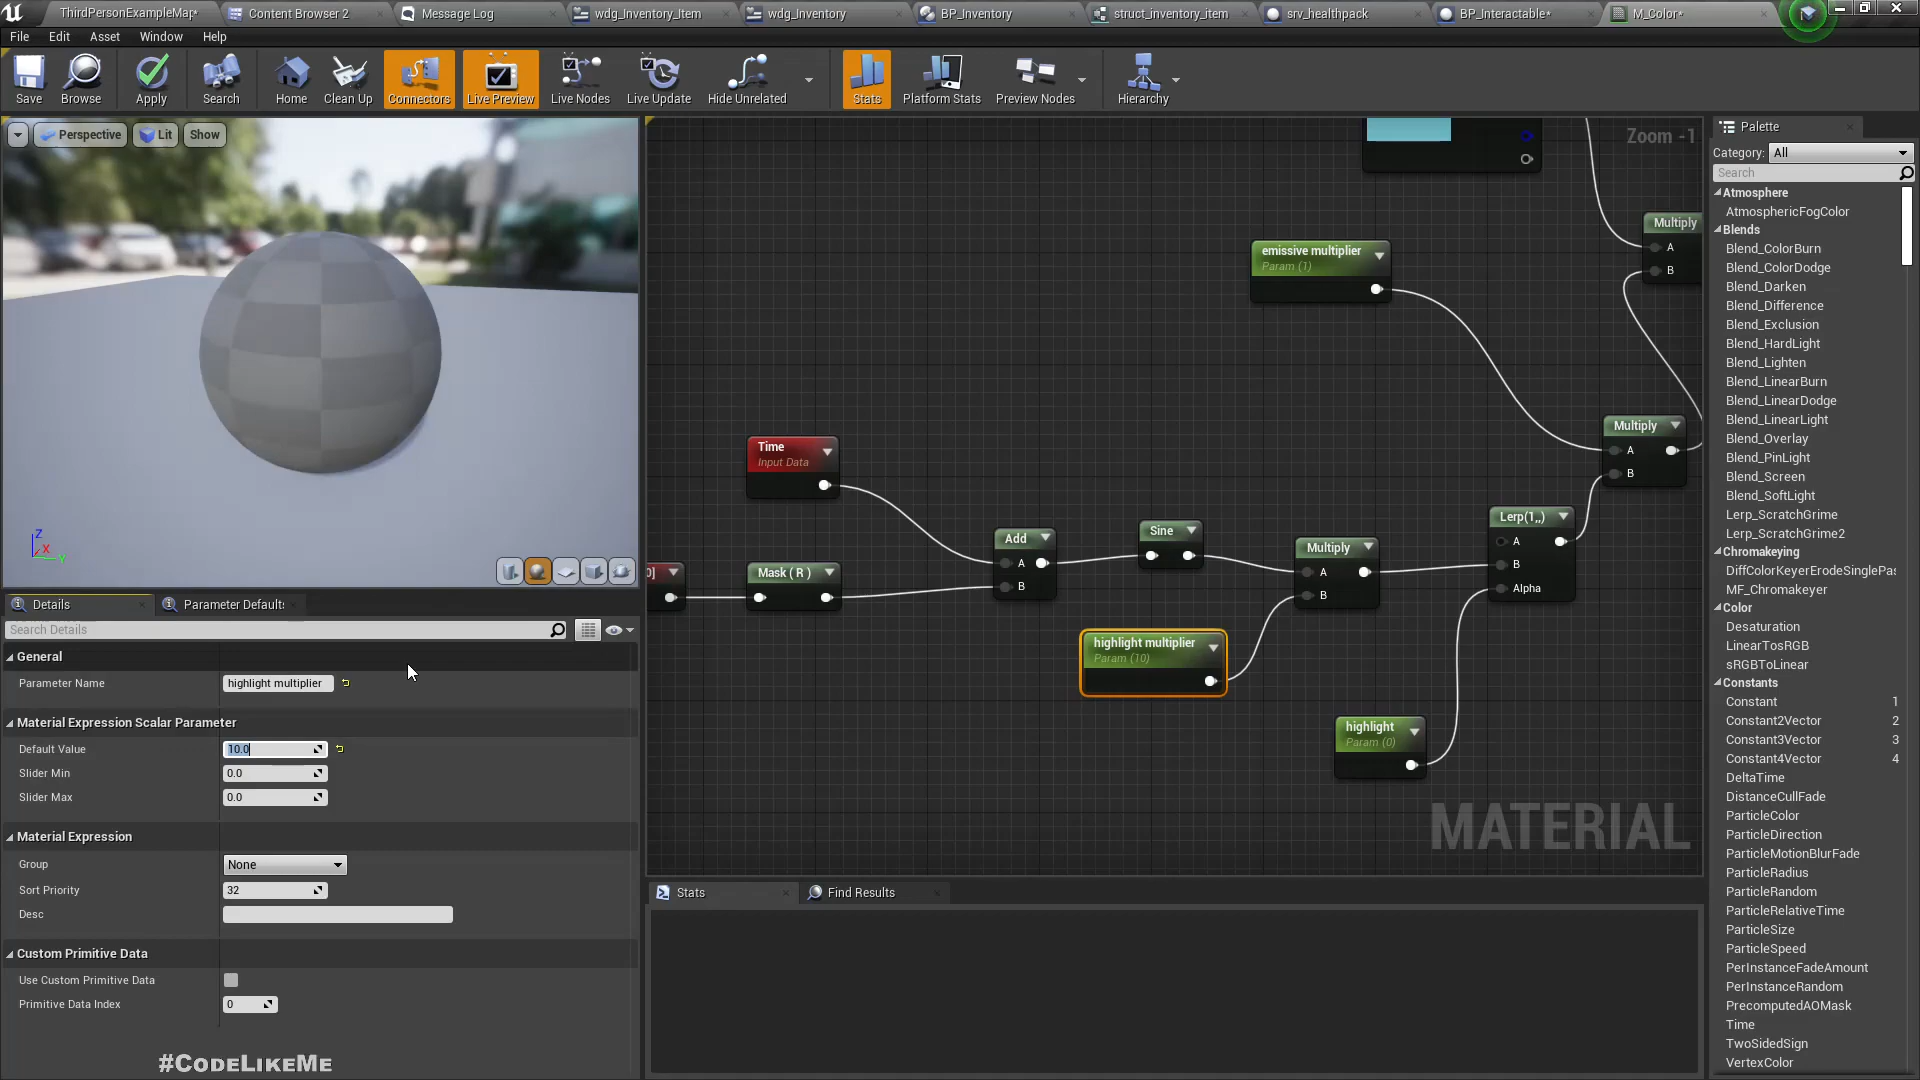 ThirdPersonExampleMap*
Content Browser 2
Message Log
wdg_Inventory_Item
wdg_Inventory
BP_Inventory
struct_inventory_item
srv_healthpack
BP_Interactable*
M_Color*
File
Edit
Asset
Window
Help
Save
Browse
Apply
Search
Home
Clean Up
Connectors
Live Preview
Live Nodes
Live Update
Hide Unrelated
Stats
Platform Stats
Preview Nodes
Hierarchy
Perspective
Lit
Show
Z
X
Y
Zoom -1
Multiply
A
B
emissive multiplier
Param (1)
Multiply
A
B
Time
Input Data
Add
A
B
Sine
Mask ( R )
0]
Multiply
A
B
Lerp(1,,)
A
B
Alpha
highlight multiplier
Param (10)
highlight
Param (0)
MATERIAL
Details
Parameter Defaults
Search Details
General
Parameter Name
highlight multiplier
Material Expression Scalar Parameter
Default Value
10.0
Slider Min
0.0
Slider Max
0.0
Material Expression
Group
None
Sort Priority
32
Desc
Custom Primitive Data
Use Custom Primitive Data
Primitive Data Index
0
#CodeLikeMe
Stats
Find Results
Palette
Category:
All
Search
Atmosphere
AtmosphericFogColor
Blends
Blend_ColorBurn
Blend_ColorDodge
Blend_Darken
Blend_Difference
Blend_Exclusion
Blend_HardLight
Blend_Lighten
Blend_LinearBurn
Blend_LinearDodge
Blend_LinearLight
Blend_Overlay
Blend_PinLight
Blend_Screen
Blend_SoftLight
Lerp_ScratchGrime
Lerp_ScratchGrime2
Chromakeying
DiffColorKeyerErodeSinglePas
MF_Chromakeyer
Color
Desaturation
LinearTosRGB
sRGBToLinear
Constants
Constant 1
Constant2Vector 2
Constant3Vector 3
Constant4Vector 4
DeltaTime
DistanceCullFade
ParticleColor
ParticleDirection
ParticleMotionBlurFade
ParticleRadius
ParticleRandom
ParticleRelativeTime
ParticleSize
ParticleSpeed
PerInstanceFadeAmount
PerInstanceRandom
PrecomputedAOMask
Time
TwoSidedSign
VertexColor